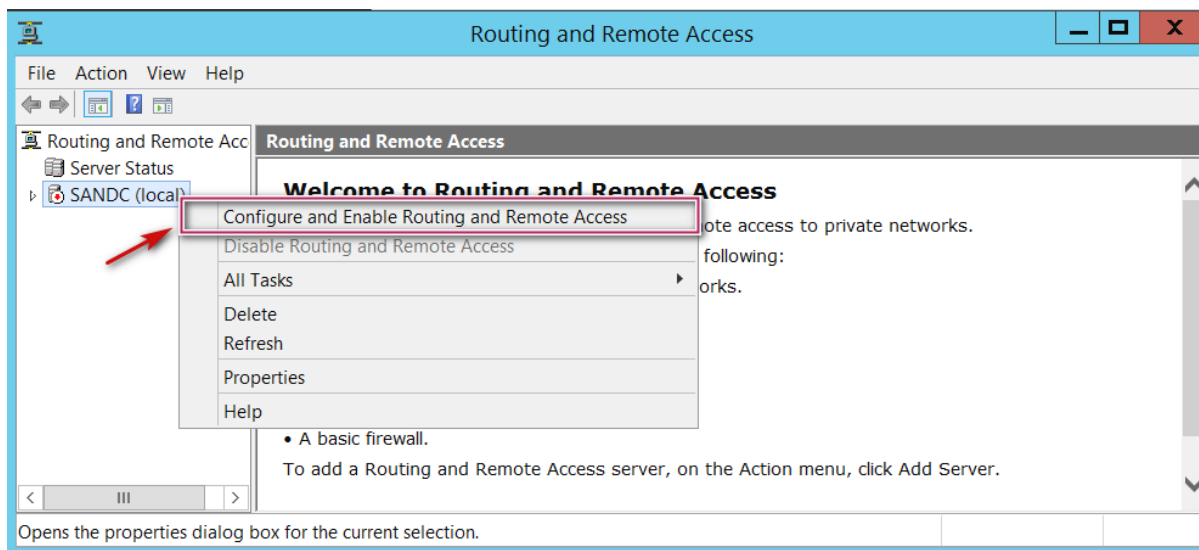 Routing and Remote Access
File Action View Help
Routing and Remote Acc
Server Status
SANDC (local)
Routing and Remote Access
Welcome to Routing and Remote Access
Configure and Enable Routing and Remote Access
Disable Routing and Remote Access
All Tasks
Delete
Refresh
Properties
Help
access to private networks.
following:
• A basic firewall.
To add a Routing and Remote Access server, on the Action menu, click Add Server.
Opens the properties dialog box for the current selection.